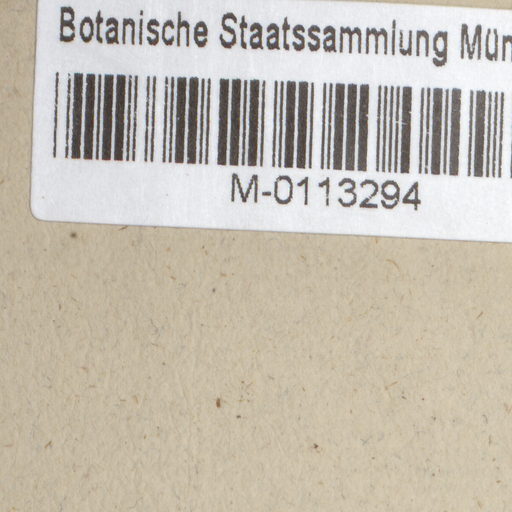 Botanische Staatssammlung Mün
M-0113294